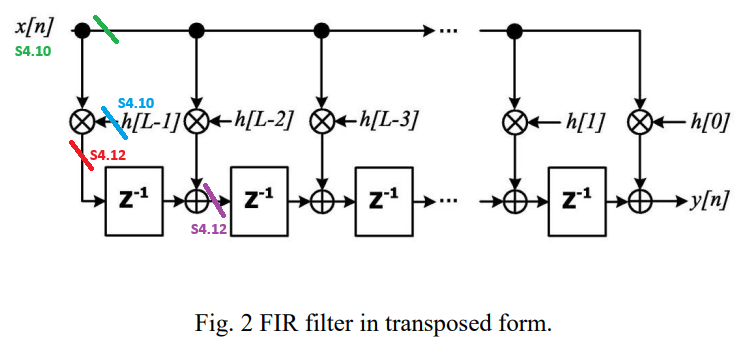 x[n] ...
S4.10
S4.10
h[L-1] h[L-2] h[L-3] h[1] h[0]
S4.12
z-1 z-1 z-1 ... z-1 y[n]
S4.12
Fig. 2 FIR filter in transposed form.